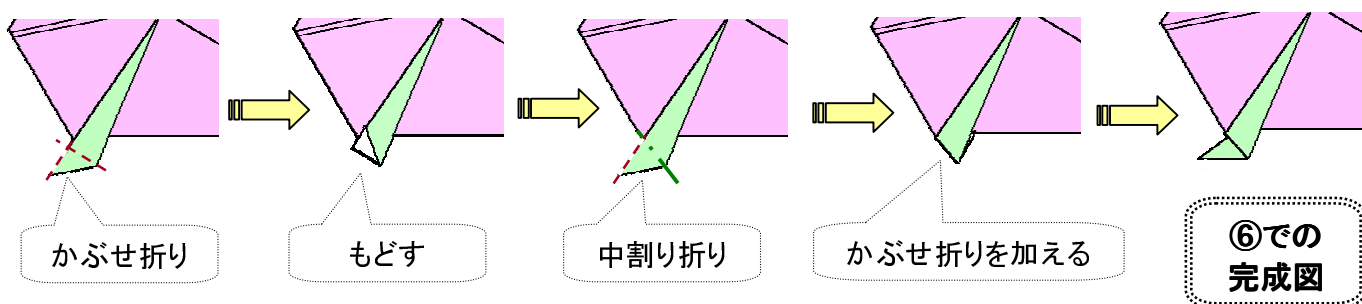 かぶせ折り
もどす
中割り折り
かぶせ折りを加える
⑥での
完成図